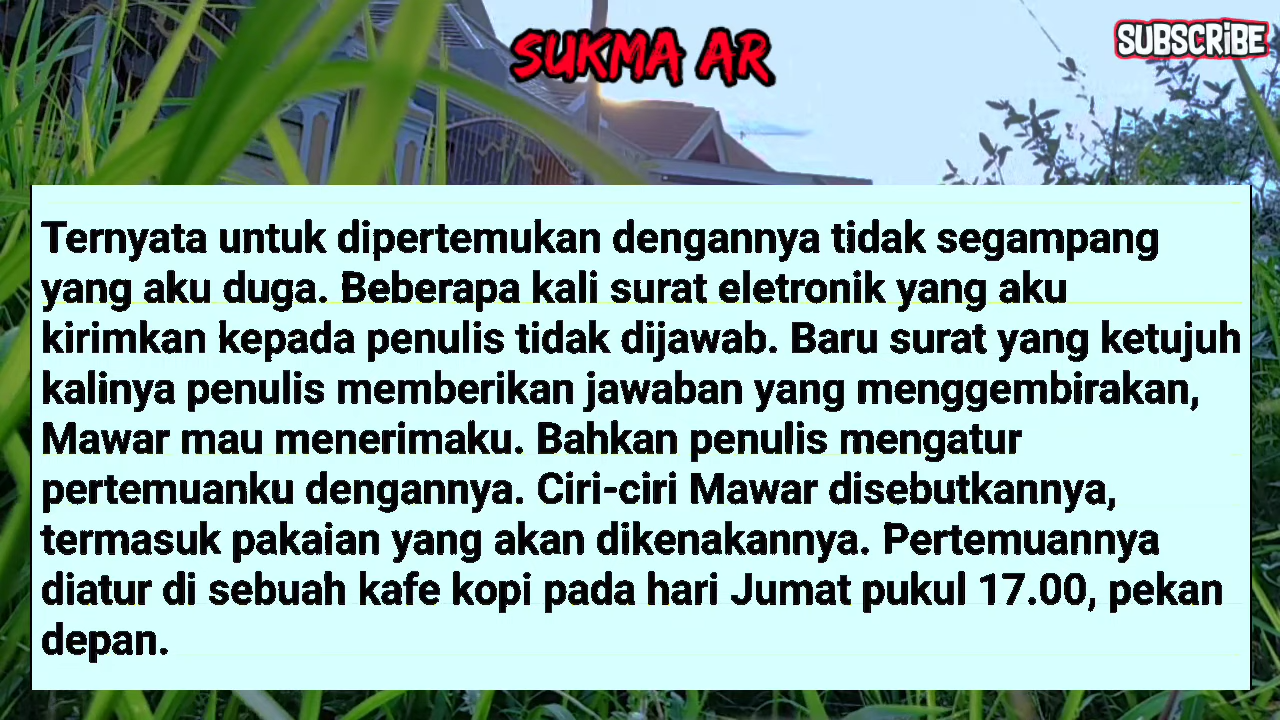 SUKMA AR
SUBSCRiBE
Ternyata untuk dipertemukan dengannya tidak segampang
yang aku duga. Beberapa kali surat eletronik yang aku
kirimkan kepada penulis tidak dijawab. Baru surat yang ketujuh
kalinya penulis memberikan jawaban yang menggembirakan,
Mawar mau menerimaku. Bahkan penulis mengatur
pertemuanku dengannya. Ciri-ciri Mawar disebutkannya,
termasuk pakaian yang akan dikenakannya. Pertemuannya
diatur di sebuah kafe kopi pada hari Jumat pukul 17.00, pekan
depan.